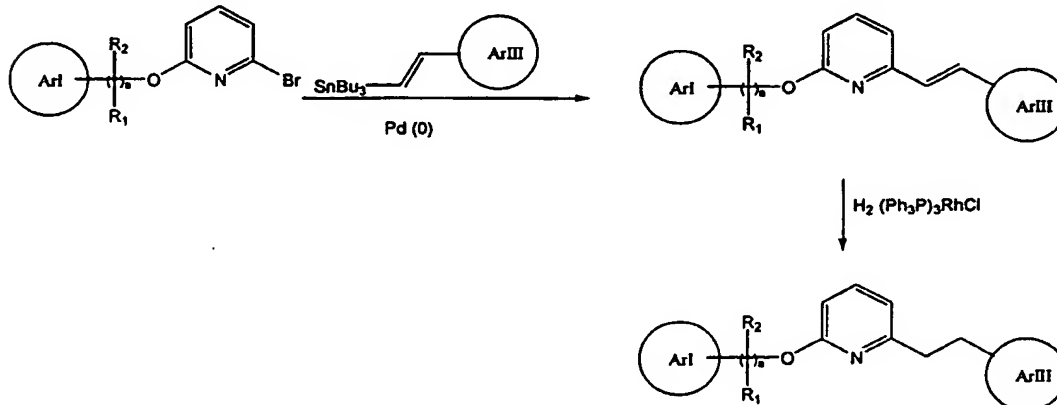 ArI
R2
( )n
O
R1
N
Br
SnBu3
ArIII
Pd (0)
ArI
R2
( )n
O
R1
N
ArIII
H2 (Ph3P)3RhCl
ArI
R2
( )n
O
R1
N
ArIII